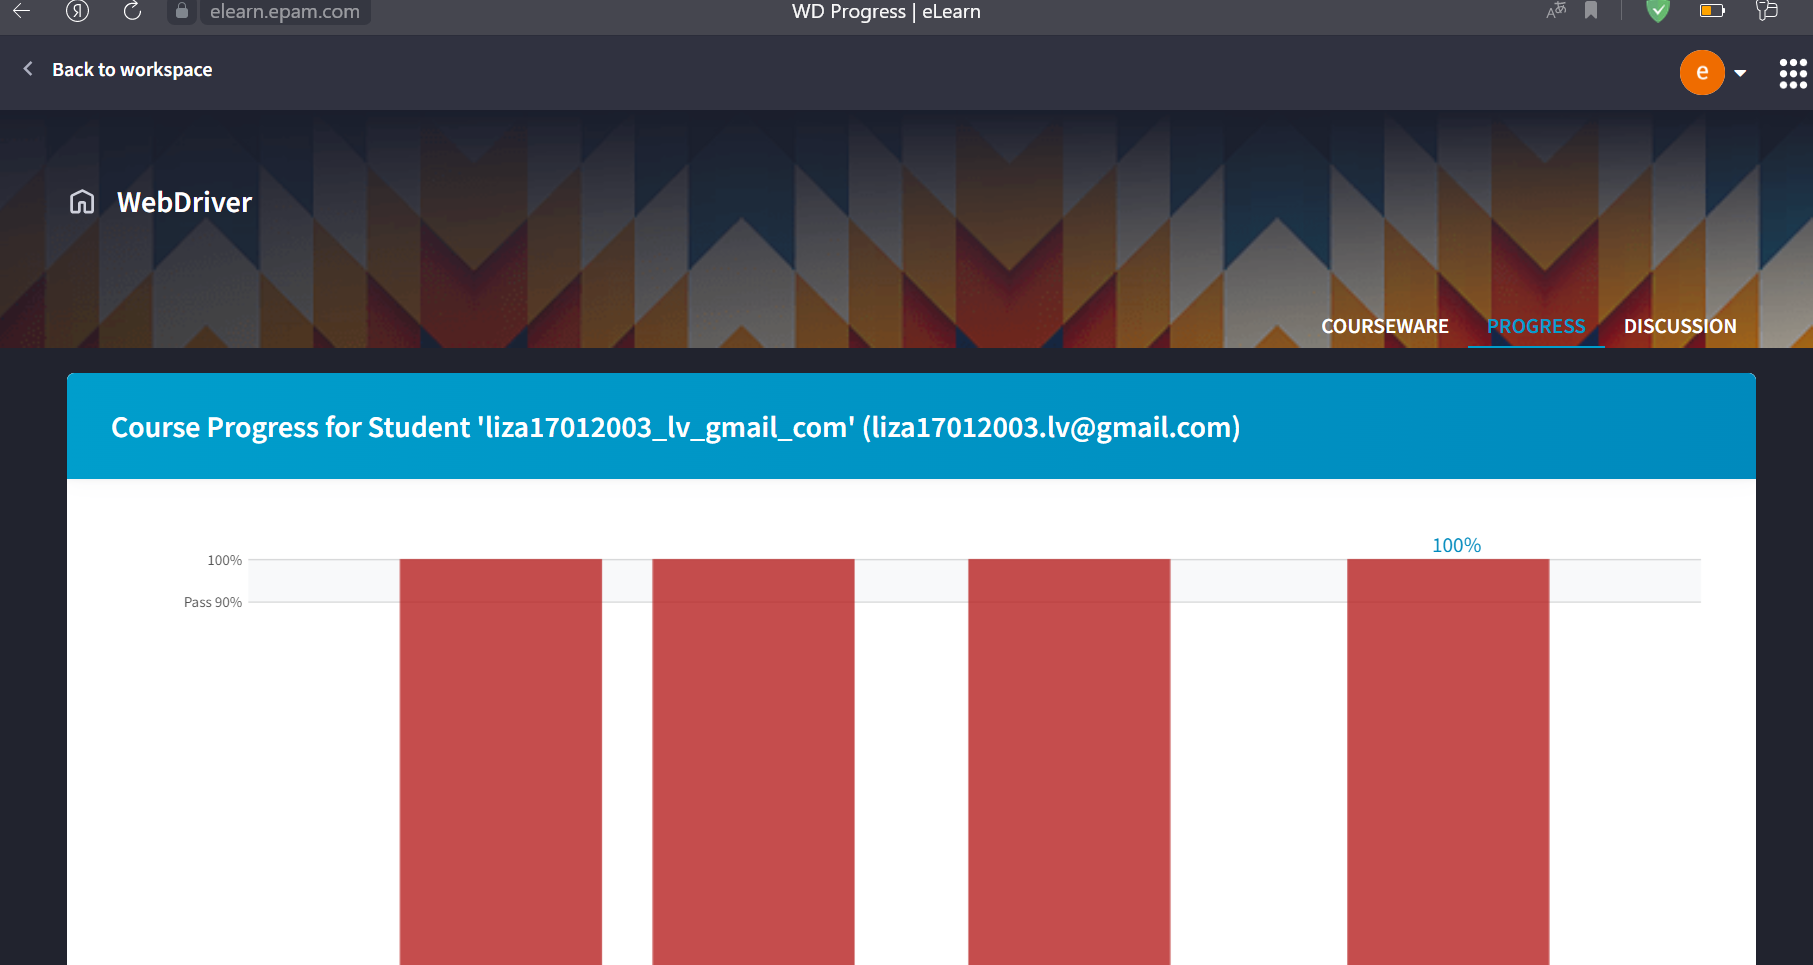 elearn.epam.com
WD Progress | eLearn
Back to workspace
e
WebDriver
COURSEWARE
PROGRESS
DISCUSSION
Course Progress for Student 'liza17012003_lv_gmail_com' (liza17012003.lv@gmail.com)
100%
100%
Pass 90%